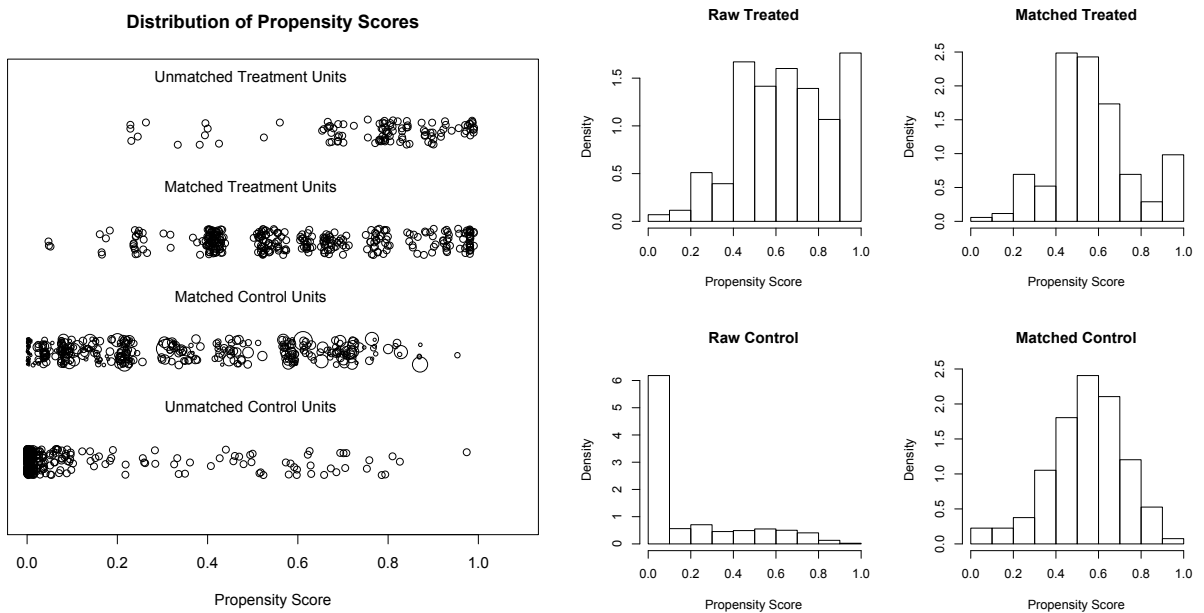 Distribution of Propensity Scores
Unmatched Treatment Units
Matched Treatment Units
Matched Control Units
Unmatched Control Units
0.0 0.2 0.4 0.6 0.8 1.0
Propensity Score
Raw Treated
Density
0.0 0.5 1.0 1.5
0.0 0.2 0.4 0.6 0.8 1.0
Propensity Score
Matched Treated
Density
0.0 0.5 1.0 1.5 2.0 2.5
0.0 0.2 0.4 0.6 0.8 1.0
Propensity Score
Raw Control
Density
0 1 2 3 4 5 6
0.0 0.2 0.4 0.6 0.8 1.0
Propensity Score
Matched Control
Density
0.0 0.5 1.0 1.5 2.0 2.5
0.0 0.2 0.4 0.6 0.8 1.0
Propensity Score